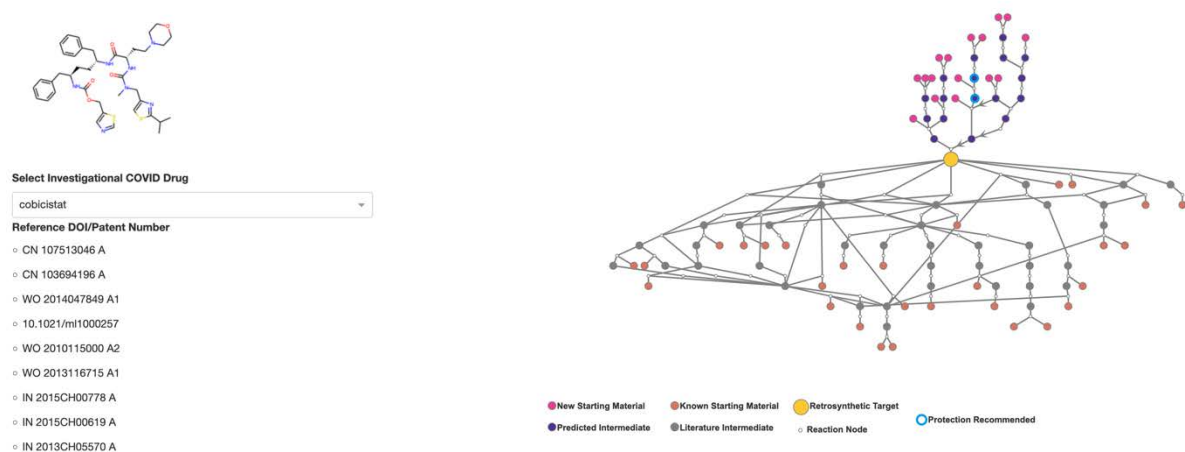 Select Investigational COVID Drug
cobicistat
Reference DOI/Patent Number
CN 107513046 A
CN 103694196 A
WO 2014047849 A1
10.1021/ml1000257
WO 2010115000 A2
WO 2013116715 A1
IN 2015CH00778 A
IN 2015CH00619 A
IN 2013CH05570 A
New Starting Material Known Starting Material Retrosynthetic Target Protection Recommended
Predicted Intermediate Literature Intermediate Reaction Node